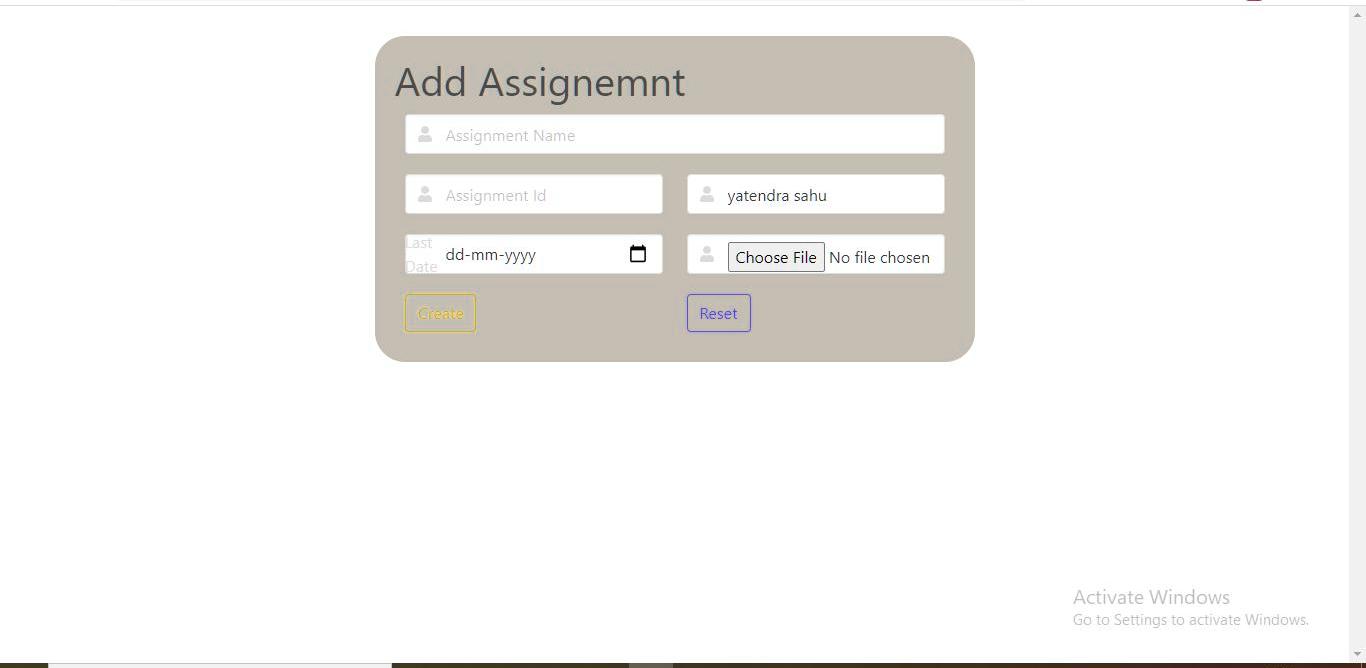 Add Assignemnt
Assignment Name
Assignment Id
yatendra sahu
Last
Date
dd-mm-yyyy
Choose File No file chosen
Create
Reset
Activate Windows
Go to Settings to activate Windows.